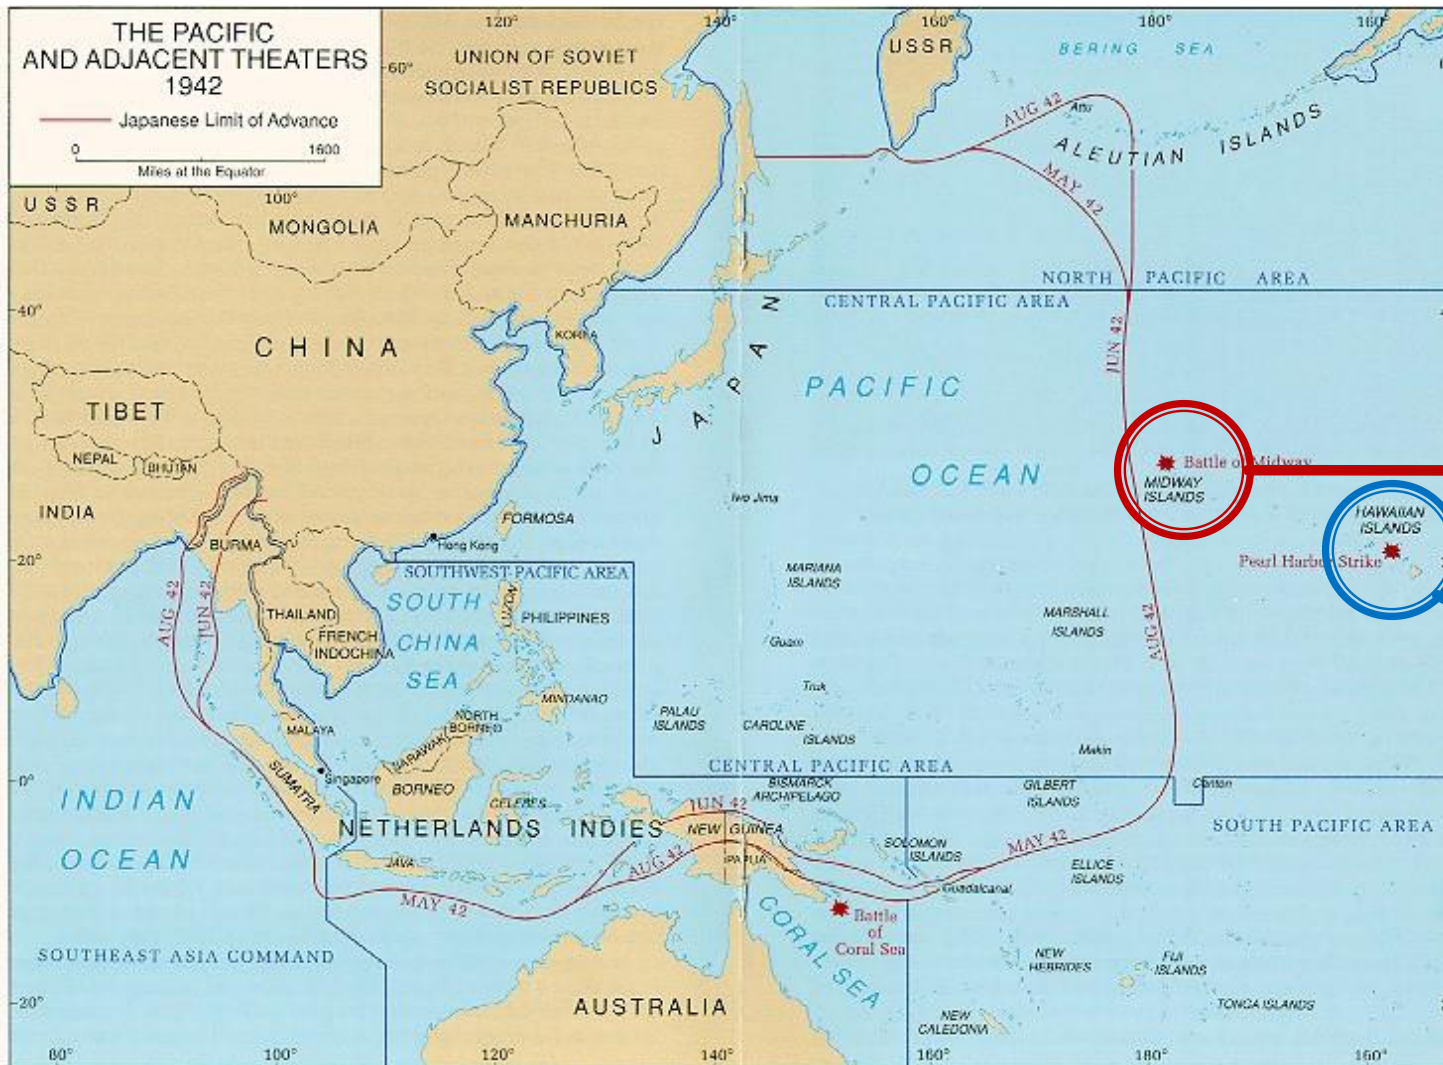 THE PACIFIC
AND ADJACENT THEATERS
1942
Japanese Limit of Advance
0 1600
Miles at the Equator
120° 140° 160° 180° 160°
60°
UNION OF SOVIET
SOCIALIST REPUBLICS
USSR
BERING SEA
AUG 42
Attu
ALEUTIAN ISLANDS
MAY 42
100°
USSR
MONGOLIA
MANCHURIA
NORTH PACIFIC AREA
CENTRAL PACIFIC AREA
40°
KOREA
CHINA
JAPAN
JUN 42
PACIFIC
OCEAN
TIBET
NEPAL
BHUTAN
INDIA
BURMA
Battle of Midway
MIDWAY
ISLANDS
HAWAIIAN
ISLANDS
Pearl Harbor Strike
Iwo Jima
FORMOSA
Hong Kong
20°
SOUTHWEST PACIFIC AREA
MARIANA
ISLANDS
SOUTH
CHINA
SEA
LUZON
PHILIPPINES
THAILAND
FRENCH
INDOCHINA
AUG 42
JUN 42
MARSHALL
ISLANDS
AUG 42
Guam
MINDANAO
Truk
PALAU
ISLANDS
CAROLINE
ISLANDS
NORTH
BORNEO
MALAYA
SARAWAK
Makin
SUMATRA
Singapore
0°
BORNEO
CENTRAL PACIFIC AREA
BISMARCK
ARCHIPELAGO
GILBERT
ISLANDS
Canton
INDIAN
OCEAN
CELEBES
JUN 42
NETHERLANDS INDIES
NEW GUINEA
SOUTH PACIFIC AREA
SOLOMON
ISLANDS
MAY 42
JAVA
AUG 42
PAPUA
ELLICE
ISLANDS
Guadalcanal
MAY 42
CORAL SEA
Battle
of
Coral Sea
SOUTHEAST ASIA COMMAND
NEW
HEBRIDES
FIJI
ISLANDS
20°
AUSTRALIA
TONGA ISLANDS
NEW
CALEDONIA
80° 100° 120° 140° 160° 180° 160°